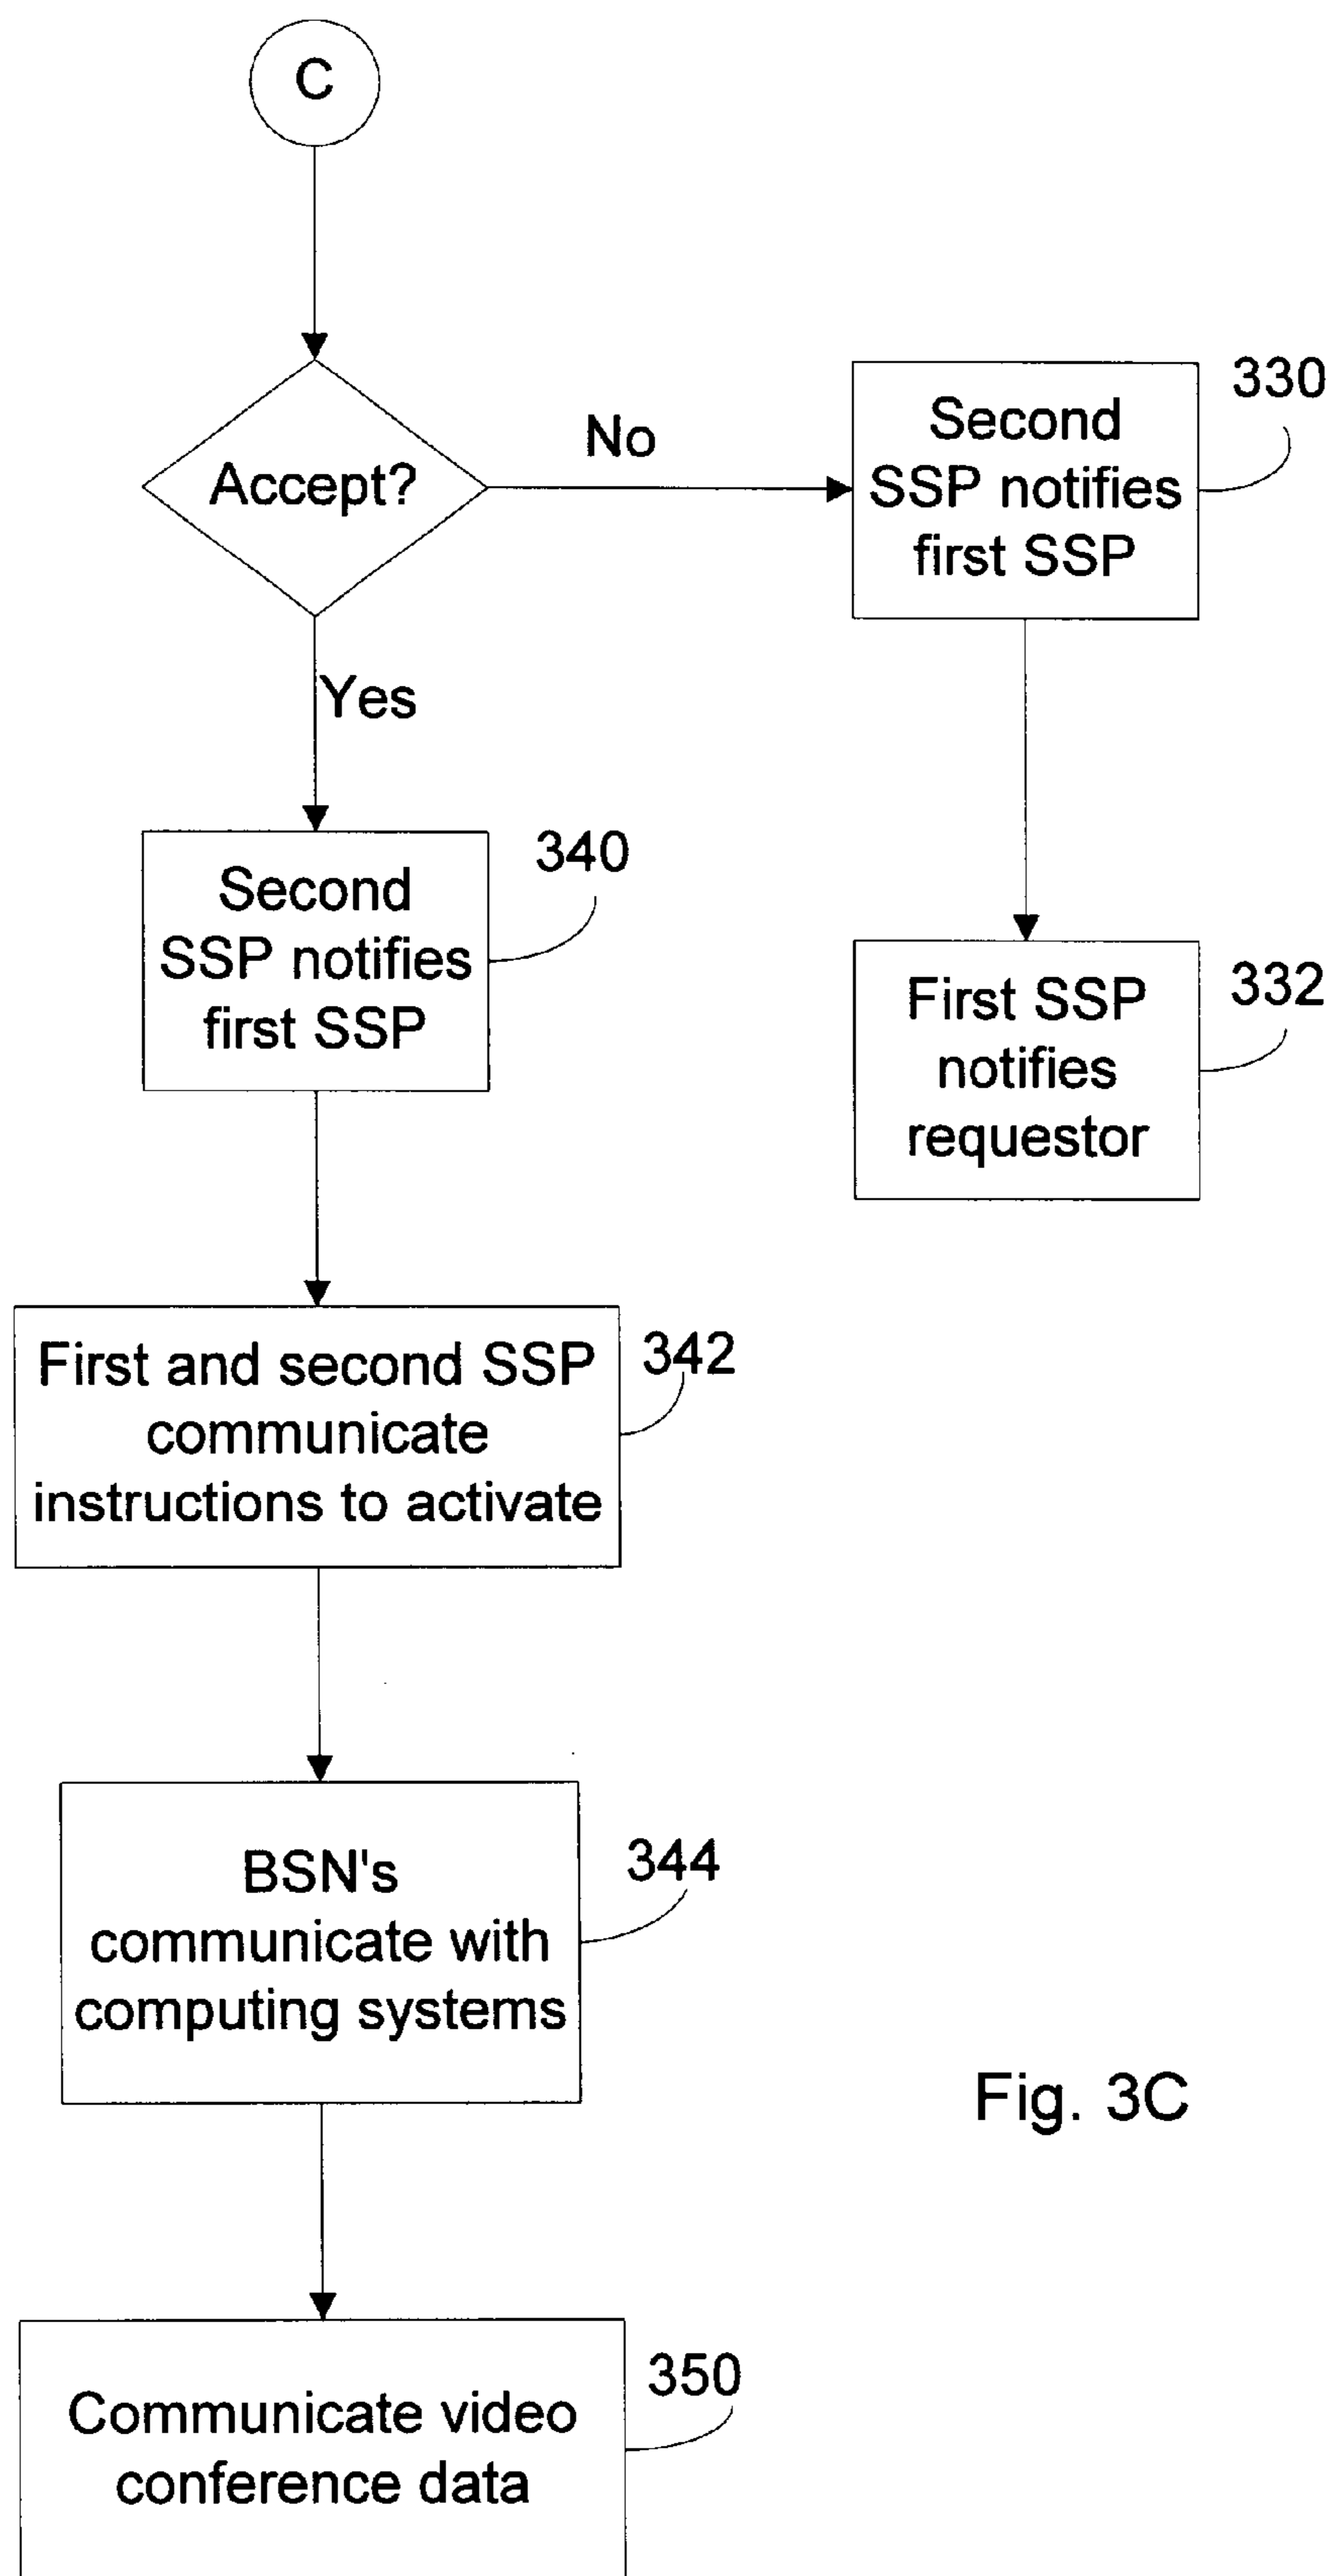 C
Accept?
No
Second
SSP notifies
first SSP
330
Yes
Second
SSP notifies
first SSP
340
First SSP
notifies
requestor
332
First and second SSP
communicate
instructions to activate
342
BSN's
communicate with
computing systems
344
Fig. 3C
Communicate video
conference data
350